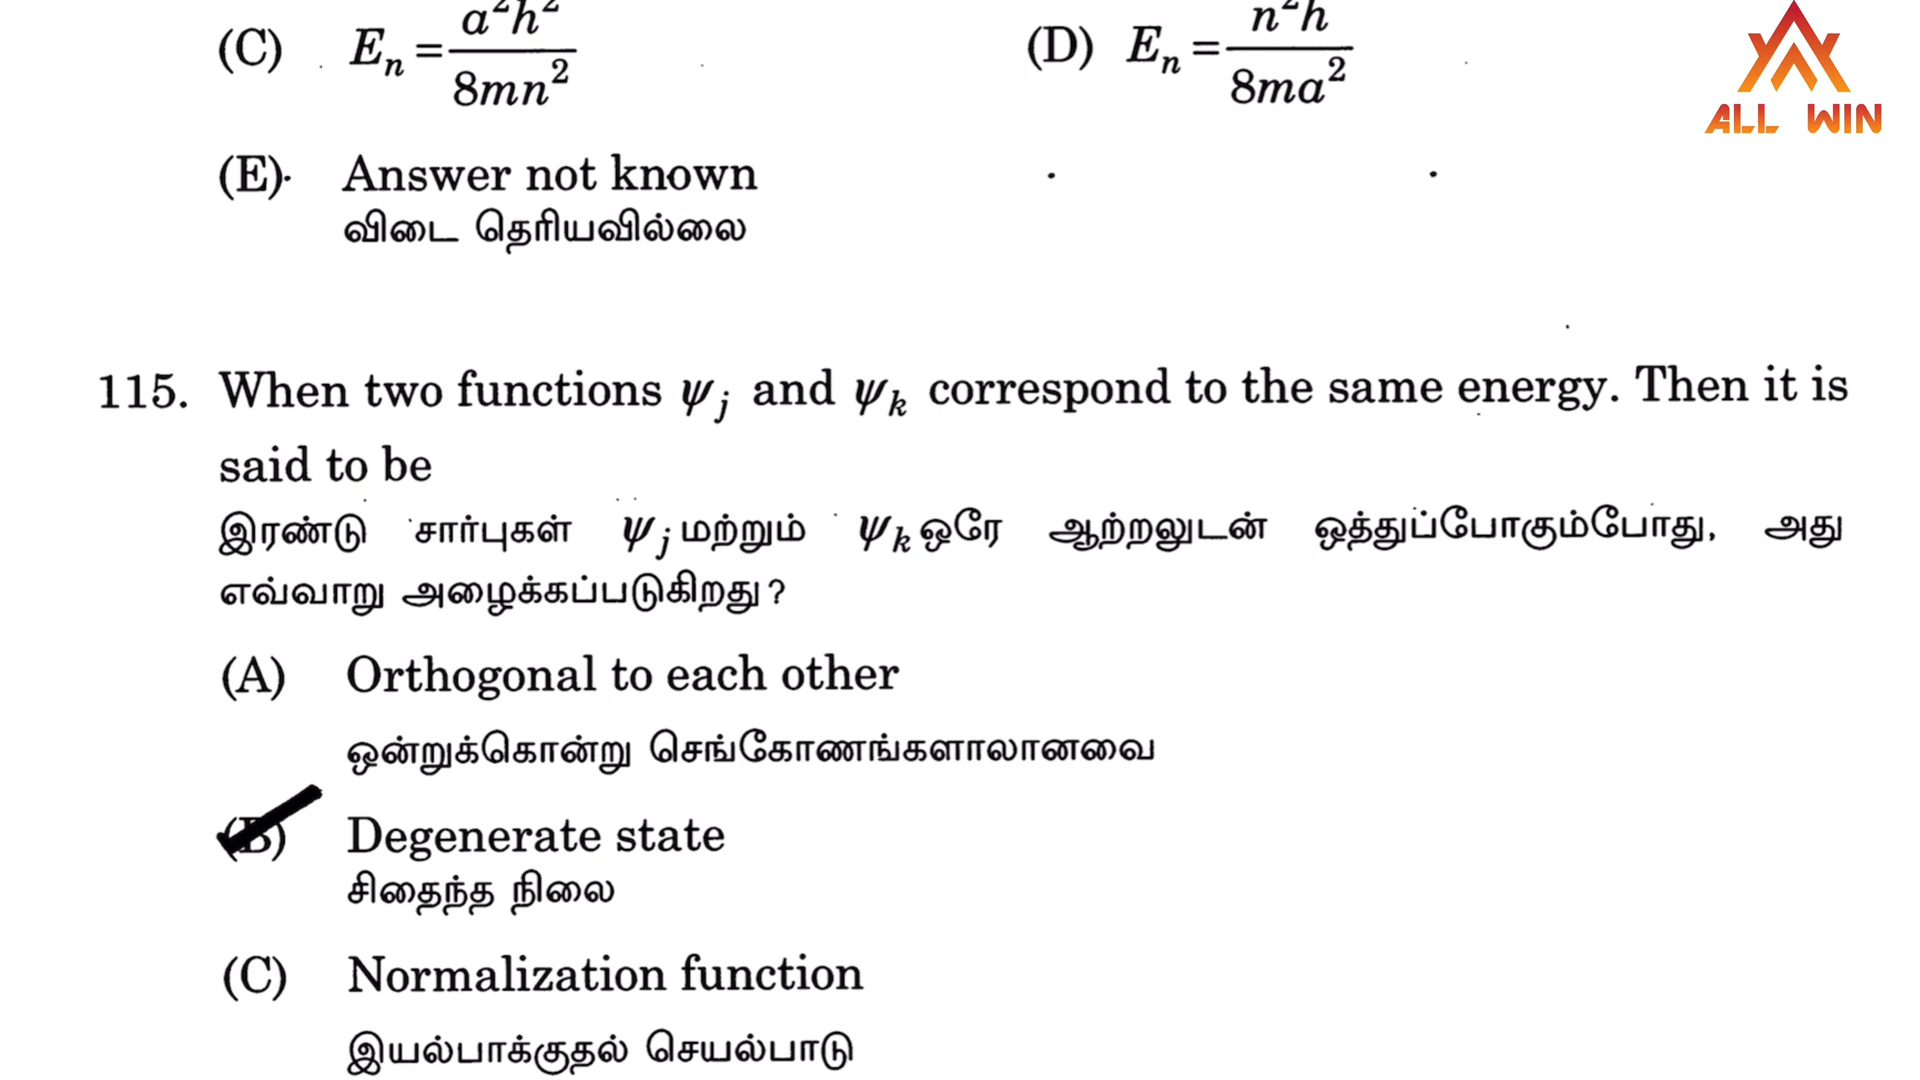 (C) Eₙ = a²h² / 8mn²
(D) Eₙ = n²h / 8ma²
ALL WIN
(E) Answer not known
விடை தெரியவில்லை
115. When two functions ψⱼ and ψₖ correspond to the same energy. Then it is
said to be
இரண்டு சார்புகள் ψⱼ மற்றும் ψₖ ஒரே ஆற்றலுடன் ஒத்துப்போகும்போது, அது
எவ்வாறு அழைக்கப்படுகிறது?
(A) Orthogonal to each other
ஒன்றுக்கொன்று செங்கோணங்களாலானவை
(B) Degenerate state
சிதைந்த நிலை
(C) Normalization function
இயல்பாக்குதல் செயல்பாடு